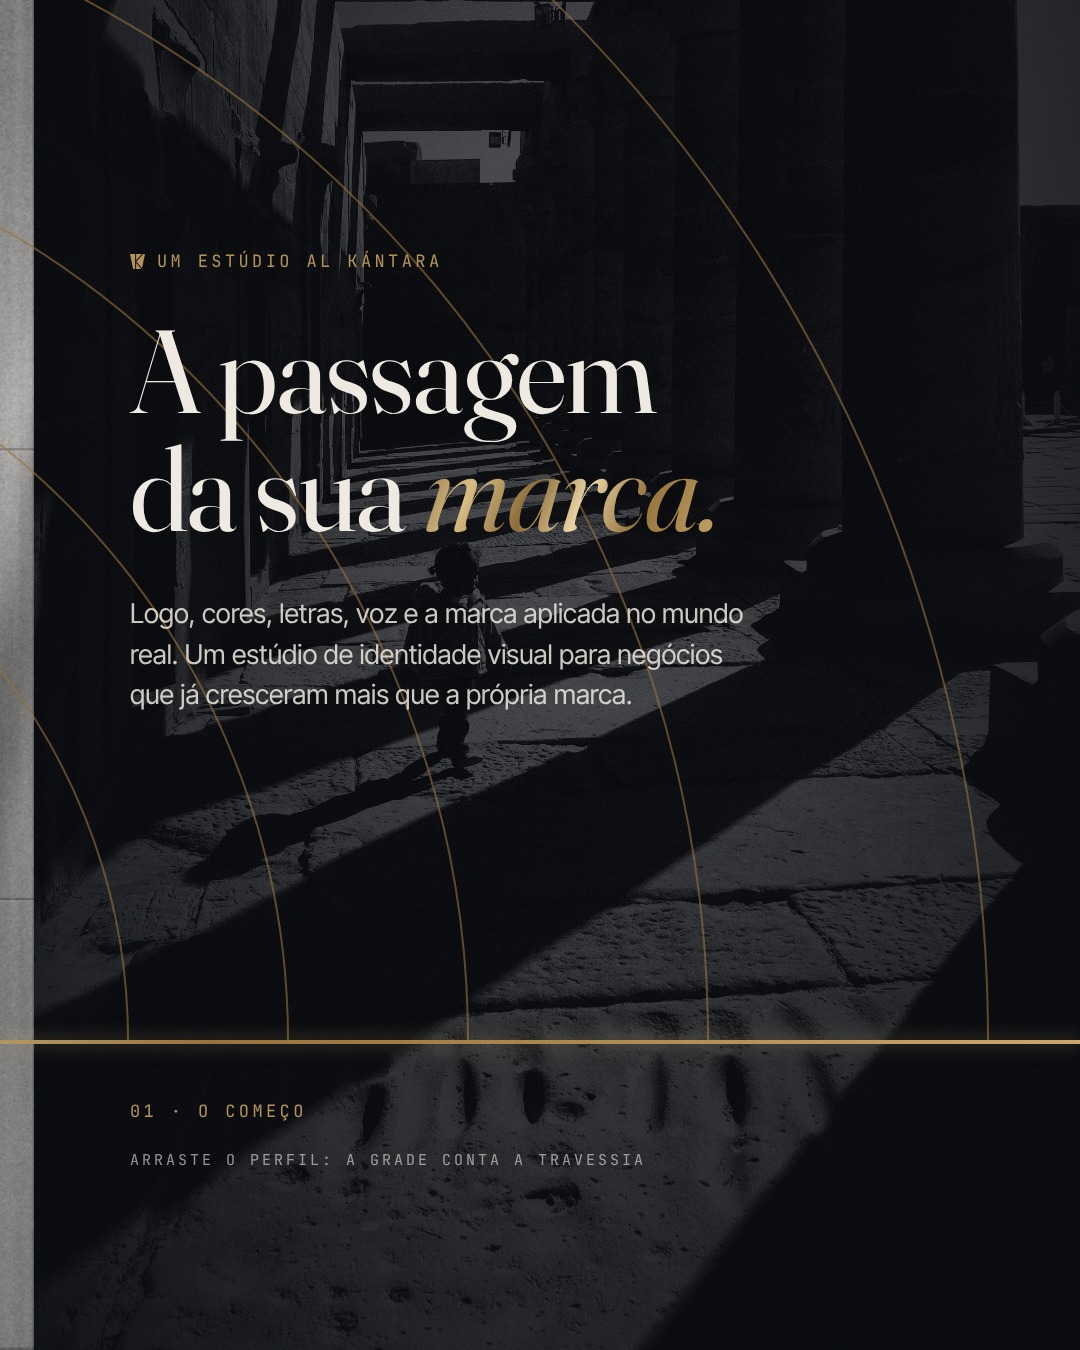 UM ESTÚDIO AL KÁNTARA
A passagem
da sua marca.
Logo, cores, letras, voz e a marca aplicada no mundo
real. Um estúdio de identidade visual para negócios
que já cresceram mais que a própria marca.
01 · O COMEÇO
ARRASTE O PERFIL: A GRADE CONTA A TRAVESSIA